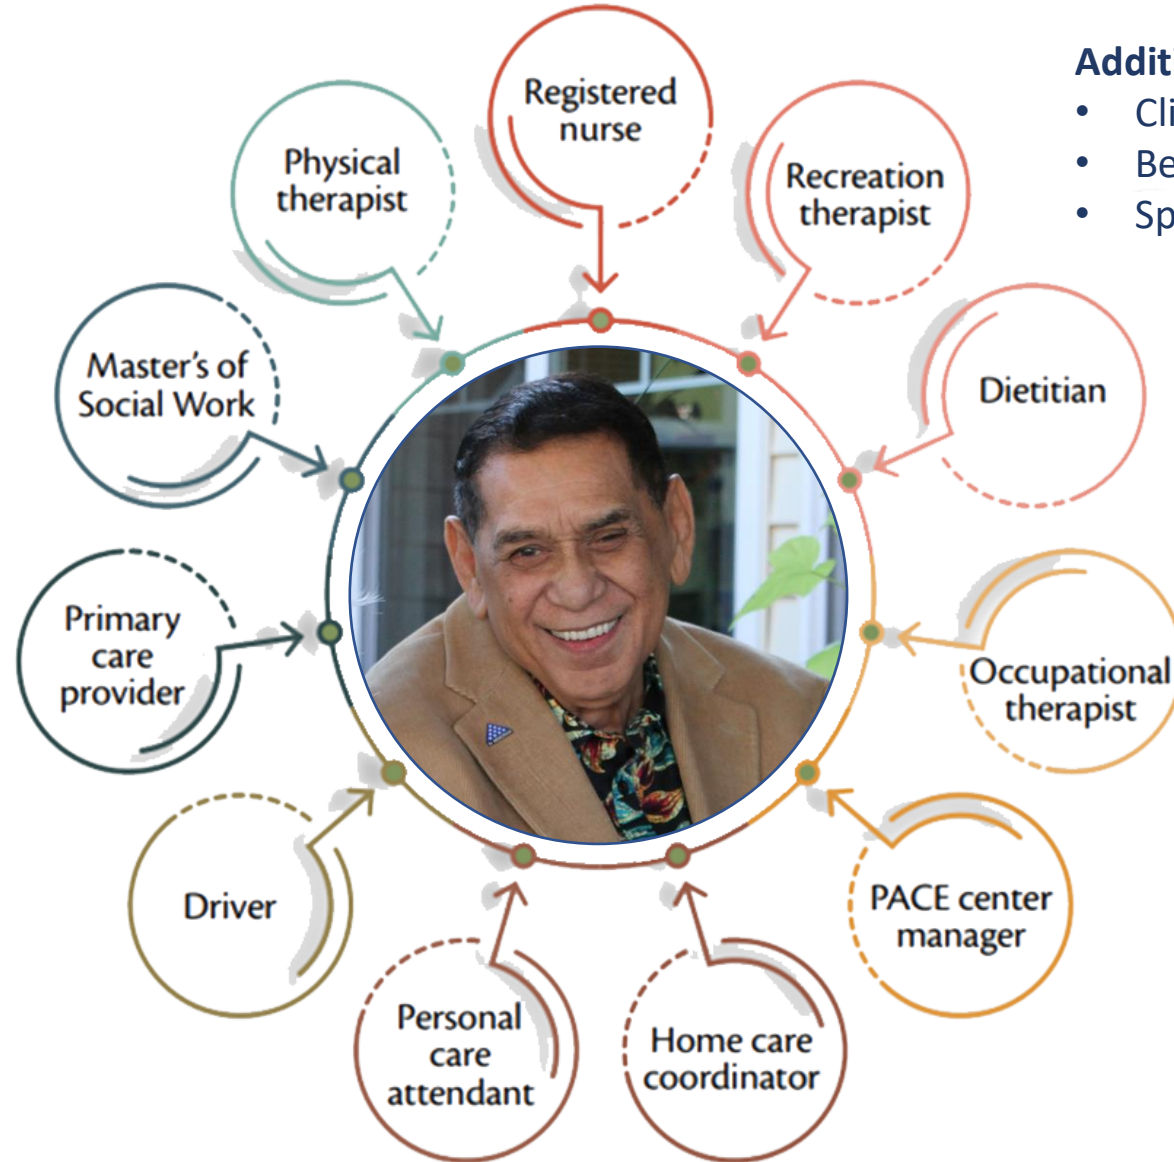 Registered
nurse
Recreation
therapist
Dietitian
Occupational
therapist
PACE center
manager
Home care
coordinator
Personal
care
attendant
Driver
Primary
care
provider
Master's of
Social Work
Physical
therapist